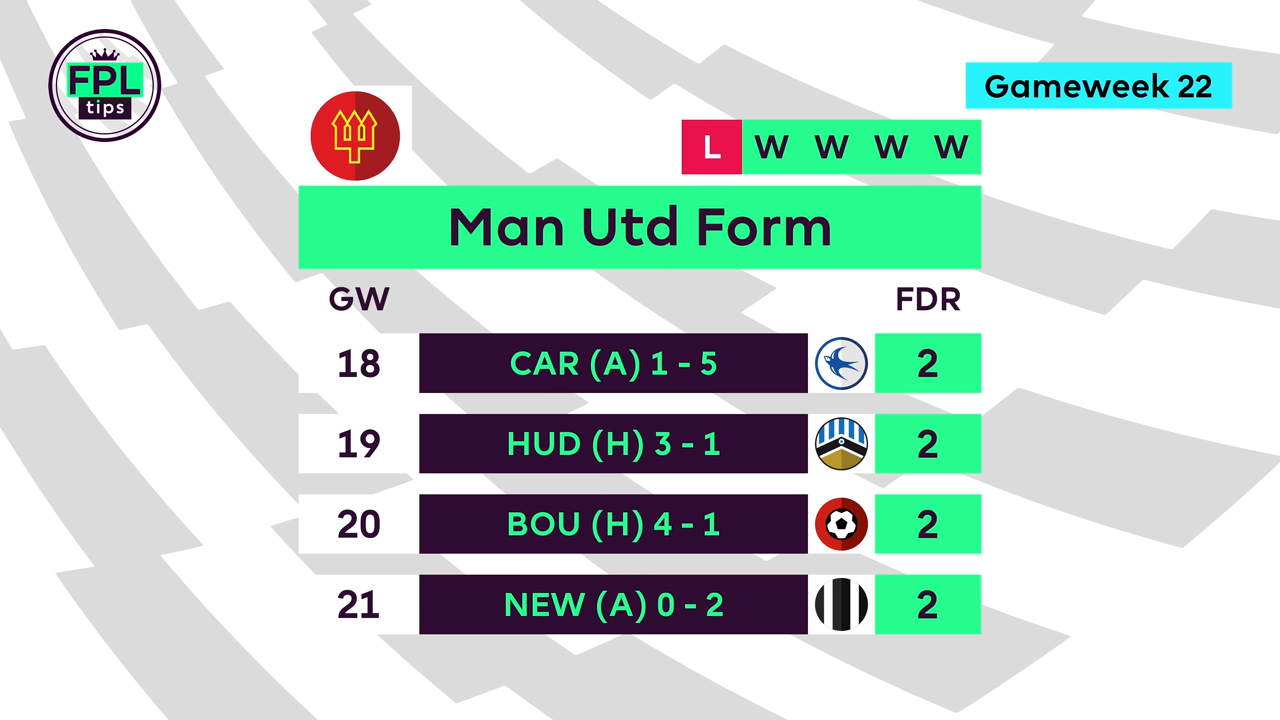 FPL
tips
Gameweek 22
L W W W W
Man Utd Form
GW FDR
18 CAR (A) 1 - 5 2
19 HUD (H) 3 - 1 2
20 BOU (H) 4 - 1 2
21 NEW (A) 0 - 2 2